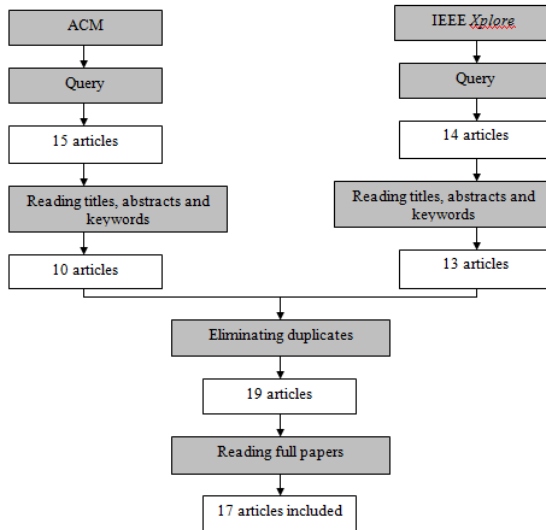 ACM
IEEE Xplore
Query
Query
15 articles
14 articles
Reading titles, abstracts and
keywords
Reading titles, abstracts and
keywords
10 articles
13 articles
Eliminating duplicates
19 articles
Reading full papers
17 articles included